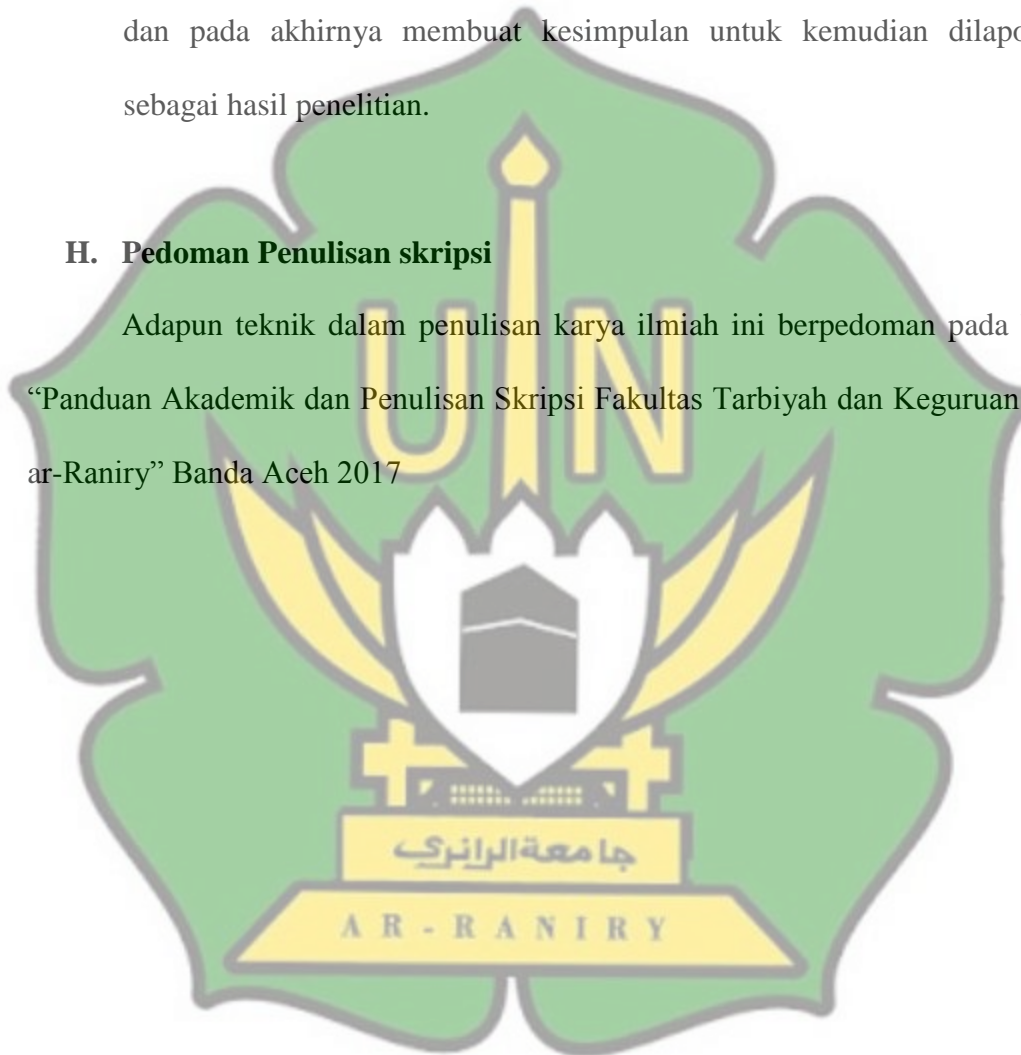 dan pada akhirnya membuat kesimpulan untuk kemudian dilapo
sebagai hasil penelitian.
H. Pedoman Penulisan skripsi
Adapun teknik dalam penulisan karya ilmiah ini berpedoman pada
“Panduan Akademik dan Penulisan Skripsi Fakultas Tarbiyah dan Keguruan
ar-Raniry” Banda Aceh 2017
UIN
جامعة الرانري
AR-RANIRY